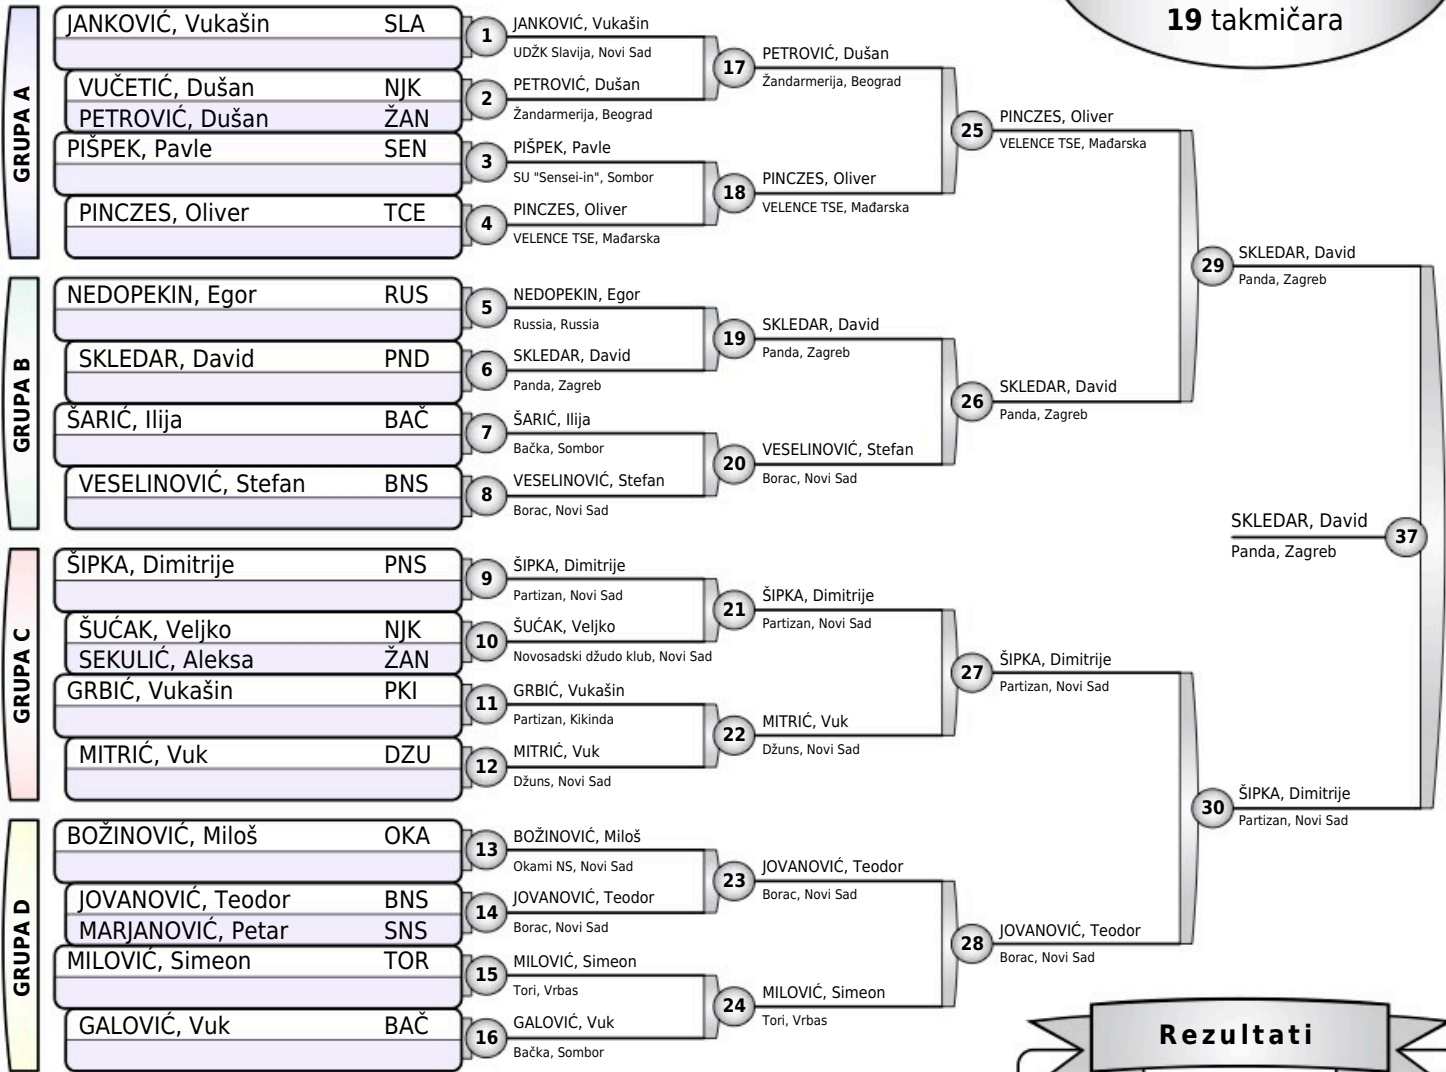 19 takmičara
GRUPA A
JANKOVIĆ, Vukašin SLA
VUČETIĆ, Dušan NJK
PETROVIĆ, Dušan ŽAN
PIŠPEK, Pavle SEN
PINCZES, Oliver TCE
GRUPA B
NEDOPEKIN, Egor RUS
SKLEDAR, David PND
ŠARIĆ, Ilija BAČ
VESELINOVIĆ, Stefan BNS
GRUPA C
ŠIPKA, Dimitrije PNS
ŠUĆAK, Veljko NJK
SEKULIĆ, Aleksa ŽAN
GRBIĆ, Vukašin PKI
MITRIĆ, Vuk DZU
GRUPA D
BOŽINOVIĆ, Miloš OKA
JOVANOVIĆ, Teodor BNS
MARJANOVIĆ, Petar SNS
MILOVIĆ, Simeon TOR
GALOVIĆ, Vuk BAČ
1 JANKOVIĆ, Vukašin
UDŽK Slavija, Novi Sad
2 PETROVIĆ, Dušan
Žandarmerija, Beograd
3 PIŠPEK, Pavle
SU "Sensei-in", Sombor
4 PINCZES, Oliver
VELENCE TSE, Mađarska
5 NEDOPEKIN, Egor
Russia, Russia
6 SKLEDAR, David
Panda, Zagreb
7 ŠARIĆ, Ilija
Bačka, Sombor
8 VESELINOVIĆ, Stefan
Borac, Novi Sad
9 ŠIPKA, Dimitrije
Partizan, Novi Sad
10 ŠUĆAK, Veljko
Novosadski džudo klub, Novi Sad
11 GRBIĆ, Vukašin
Partizan, Kikinda
12 MITRIĆ, Vuk
Džuns, Novi Sad
13 BOŽINOVIĆ, Miloš
Okami NS, Novi Sad
14 JOVANOVIĆ, Teodor
Borac, Novi Sad
15 MILOVIĆ, Simeon
Tori, Vrbas
16 GALOVIĆ, Vuk
Bačka, Sombor
17 PETROVIĆ, Dušan
Žandarmerija, Beograd
18 PINCZES, Oliver
VELENCE TSE, Mađarska
19 SKLEDAR, David
Panda, Zagreb
20 VESELINOVIĆ, Stefan
Borac, Novi Sad
21 ŠIPKA, Dimitrije
Partizan, Novi Sad
22 MITRIĆ, Vuk
Džuns, Novi Sad
23 JOVANOVIĆ, Teodor
Borac, Novi Sad
24 MILOVIĆ, Simeon
Tori, Vrbas
25 PINCZES, Oliver
VELENCE TSE, Mađarska
26 SKLEDAR, David
Panda, Zagreb
27 ŠIPKA, Dimitrije
Partizan, Novi Sad
28 JOVANOVIĆ, Teodor
Borac, Novi Sad
29 SKLEDAR, David
Panda, Zagreb
30 ŠIPKA, Dimitrije
Partizan, Novi Sad
SKLEDAR, David 37
Panda, Zagreb
Rezultati